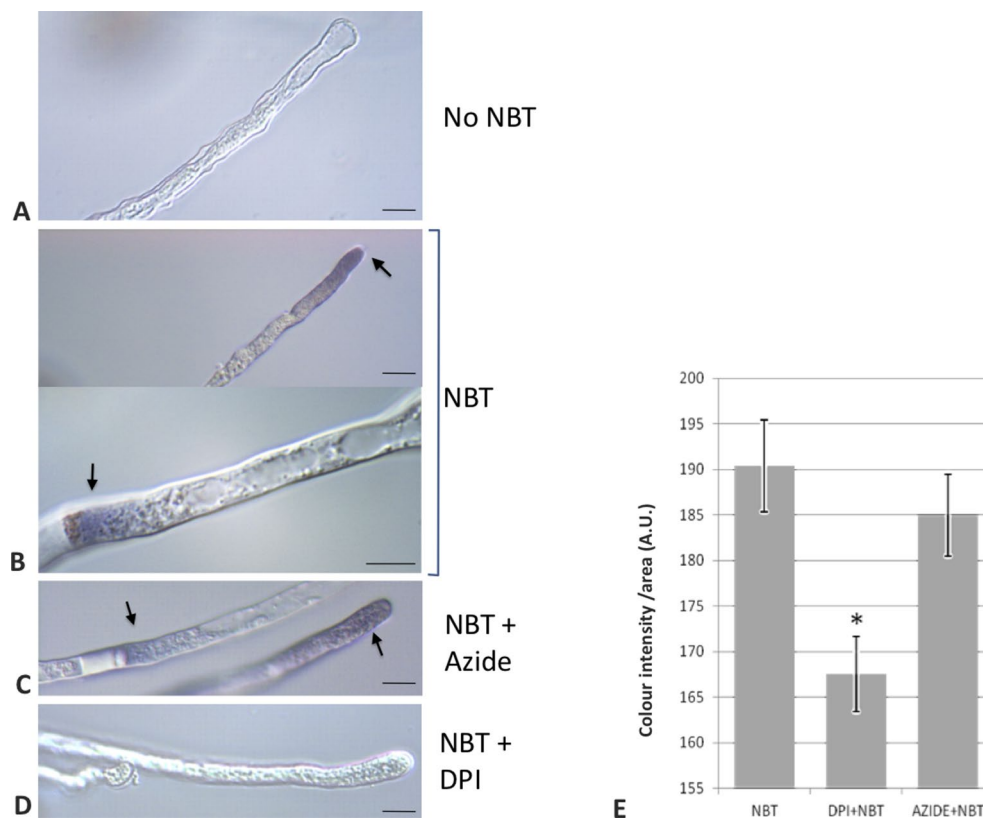 A
No NBT
B
NBT
C
NBT +
Azide
D
NBT +
DPI
E
Colour intensity /area (A.U.)
200
195
190
185
180
175
170
165
160
155
*
NBT
DPI+NBT
AZIDE+NBT